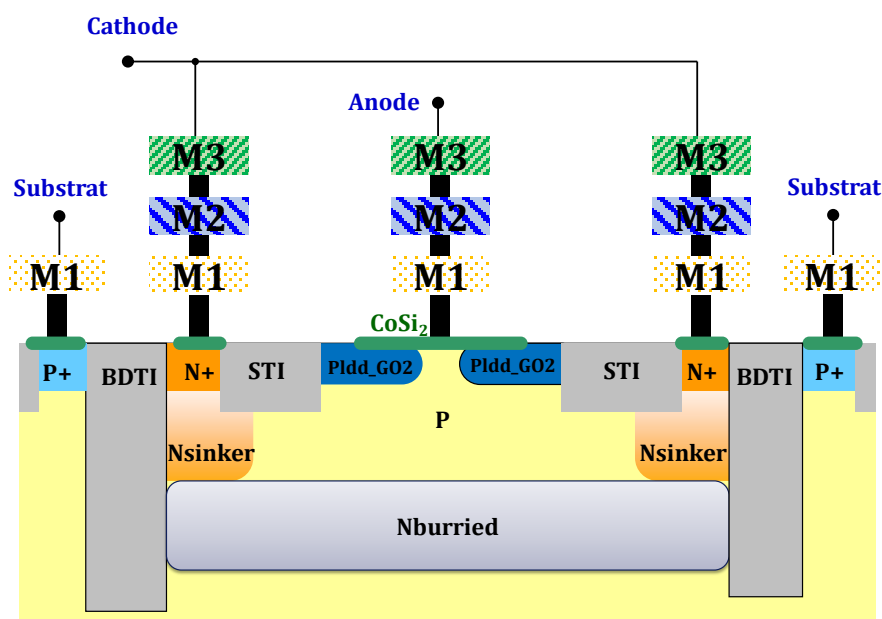 Cathode
Anode
M3
M3
Substrat
Substrat
M2
M2
M2
M1
M1
M1
M1
M1
M3
CoSi₂
P+
BDTI
N+
STI
Pldd_GO2
Pldd_GO2
STI
N+
BDTI
P+
P
Nsinker
Nsinker
Nburried